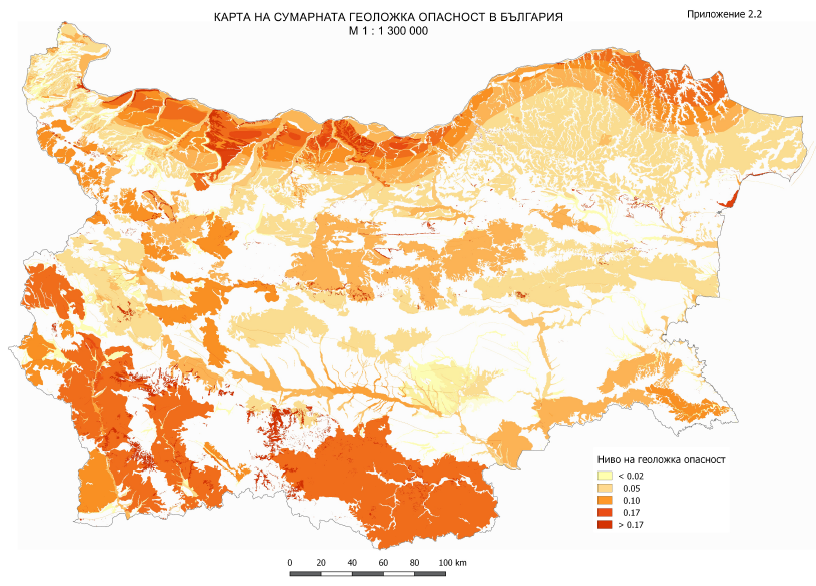 КАРТА НА СУМАРНАТА ГЕОЛОЖКА ОПАСНОСТ В БЪЛГАРИЯ
М 1 : 1 300 000
Приложение 2.2
Ниво на геоложка опасност
< 0.02
0.05
0.10
0.17
> 0.17
0 20 40 60 80 100 km